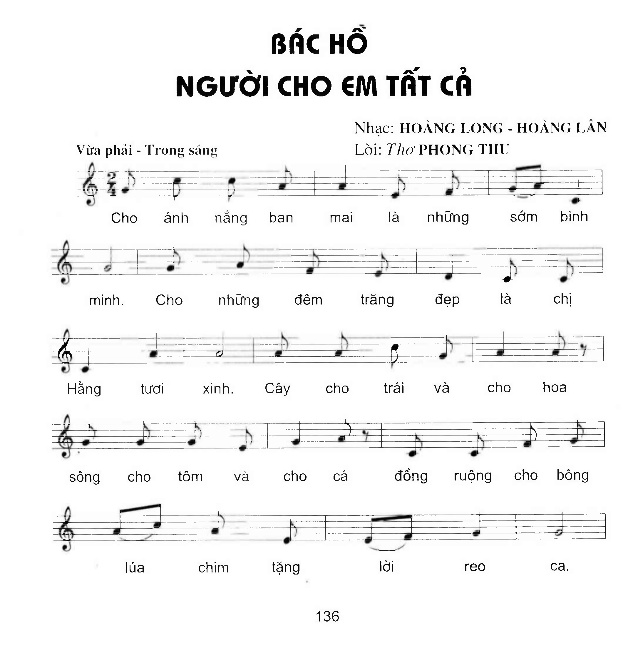 BÁC HỒ
NGƯỜI CHO EM TẤT CẢ
Nhạc: HOÀNG LONG - HOÀNG LÂN
Vừa phải - Trong sáng
Lời: Thơ PHONG THU
2
4
Cho ánh nắng ban mai là những sớm bình
minh. Cho những đêm trăng đẹp là chị
Hằng tươi xinh. Cây cho trái và cho hoa
sông cho tôm và cho cá đồng ruộng cho bông
lúa chim tặng lời reo ca.
136